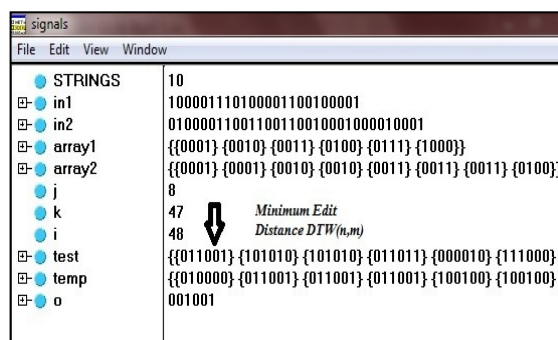 signals
File Edit View Window
STRINGS 10
in1 100001110100001100100001
in2 01000011001100110010001000010001
array1 {{0001} {0010} {0011} {0100} {0111} {1000}}
array2 {{0001} {0001} {0010} {0010} {0011} {0011} {0011} {0100}}
j 8
k 47 Minimum Edit
i 48 Distance DTW(n,m)
test {{011001} {101010} {101010} {011011} {000010} {111000}
temp {{010000} {011001} {011001} {011001} {100100} {100100}
o 001001